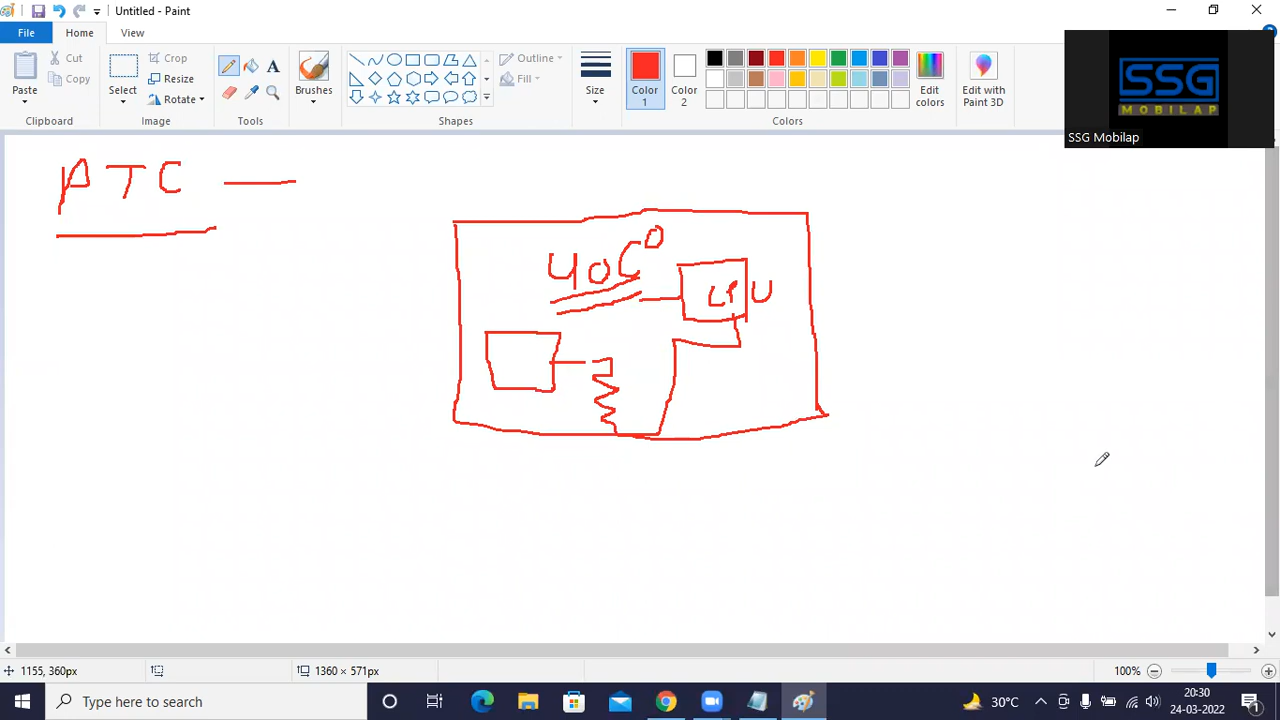 Untitled - Paint
File Home View
Paste
Cut
Copy
Clipboard
Select
Crop
Resize
Rotate
Image
Tools
Brushes
Shapes
Outline
Fill
Size
Color 1
Color 2
Colors
Edit colors
Edit with Paint 3D
SSG
MOBILAP
SSG Mobilap
PTC —
40C°
CPU
1155, 360px
1360 × 571px
100%
Type here to search
30°C
20:30
24-03-2022
1